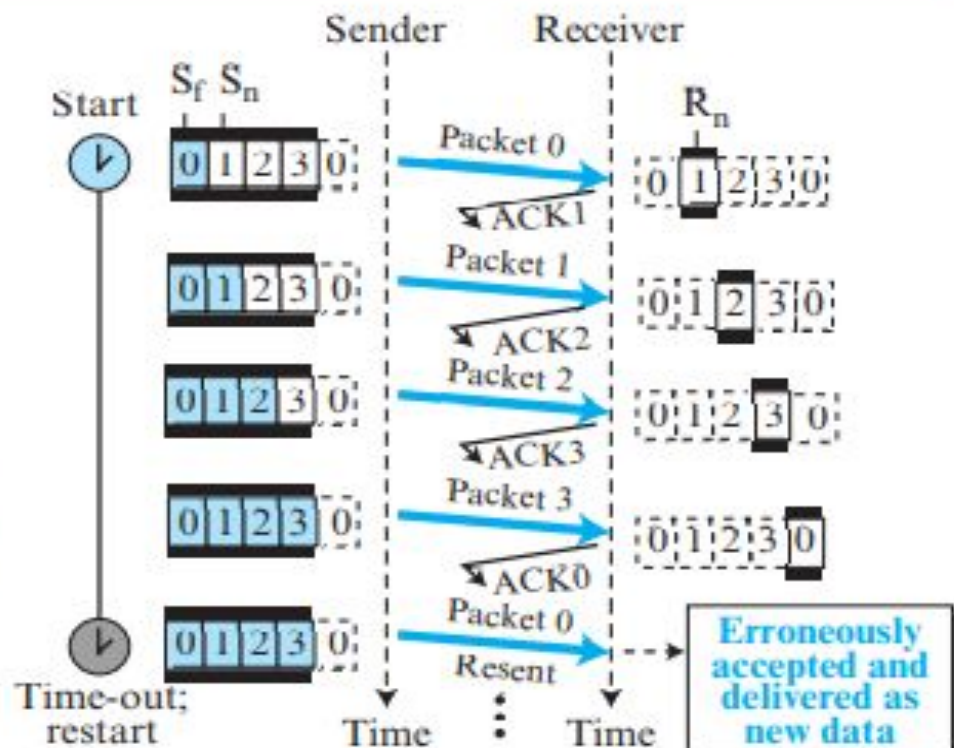 Sender Receiver
Start
Sf Sn
Rn
0 1 2 3 0
Packet 0
0 1 2 3 0
ACK1
0 1 2 3 0
Packet 1
0 1 2 3 0
ACK2
0 1 2 3 0
Packet 2
0 1 2 3 0
ACK3
0 1 2 3 0
Packet 3
0 1 2 3 0
ACK0
0 1 2 3 0
Packet 0
Resent
Erroneously
accepted and
delivered as
new data
Time-out;
restart
Time
Time